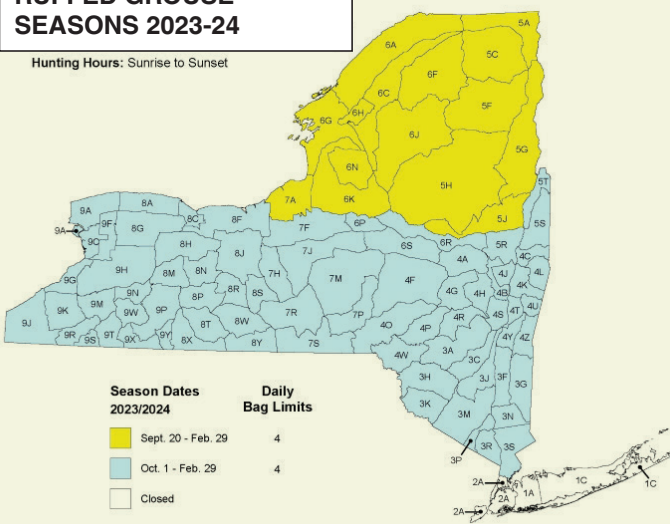 RUFFED GROUSE
SEASONS 2023-24
Hunting Hours: Sunrise to Sunset
5A
6A
5C
6F
6C
5F
6H
6G
6J
5G
6N
5H
5T
7A
6K
5J
9A
8A
8C
8F
6P
5S
9F
8G
7F
9A
9C
8H
7J
6S
6R
5R
8J
4A
4C
9G
9H
8M
8N
7H
7M
4F
4J
4L
9N
8P
8R
8S
4G
4H
4B
4K
9K
9M
9W
9P
7R
7P
4R
4S
4T
4U
9J
8T
8W
4O
4P
9R
9S
9T
9X
9Y
8X
8Y
7S
4Y
4Z
4W
3A
3C
3H
3J
3F
3G
3K
3M
3N
3P
3R
3S
Season Dates
2023/2024
Daily
Bag Limits
Sept. 20 - Feb. 29 4
Oct. 1 - Feb. 29 4
Closed
2A
2A
1A
1C
1C
2A